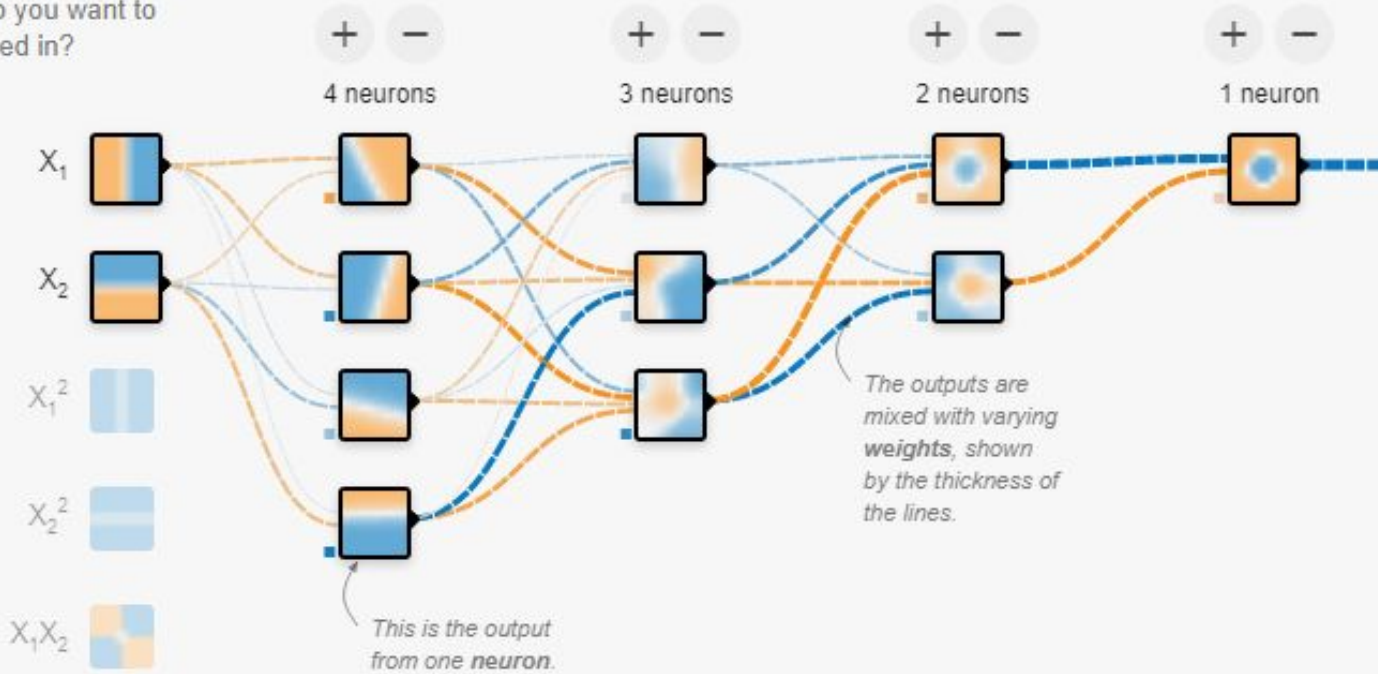 you want to
ed in?
+ −
+ −
+ −
+ −
4 neurons
3 neurons
2 neurons
1 neuron
X₁
X₂
X₁²
X₂²
X₁X₂
The outputs are
mixed with varying
weights, shown
by the thickness of
the lines.
This is the output
from one neuron.